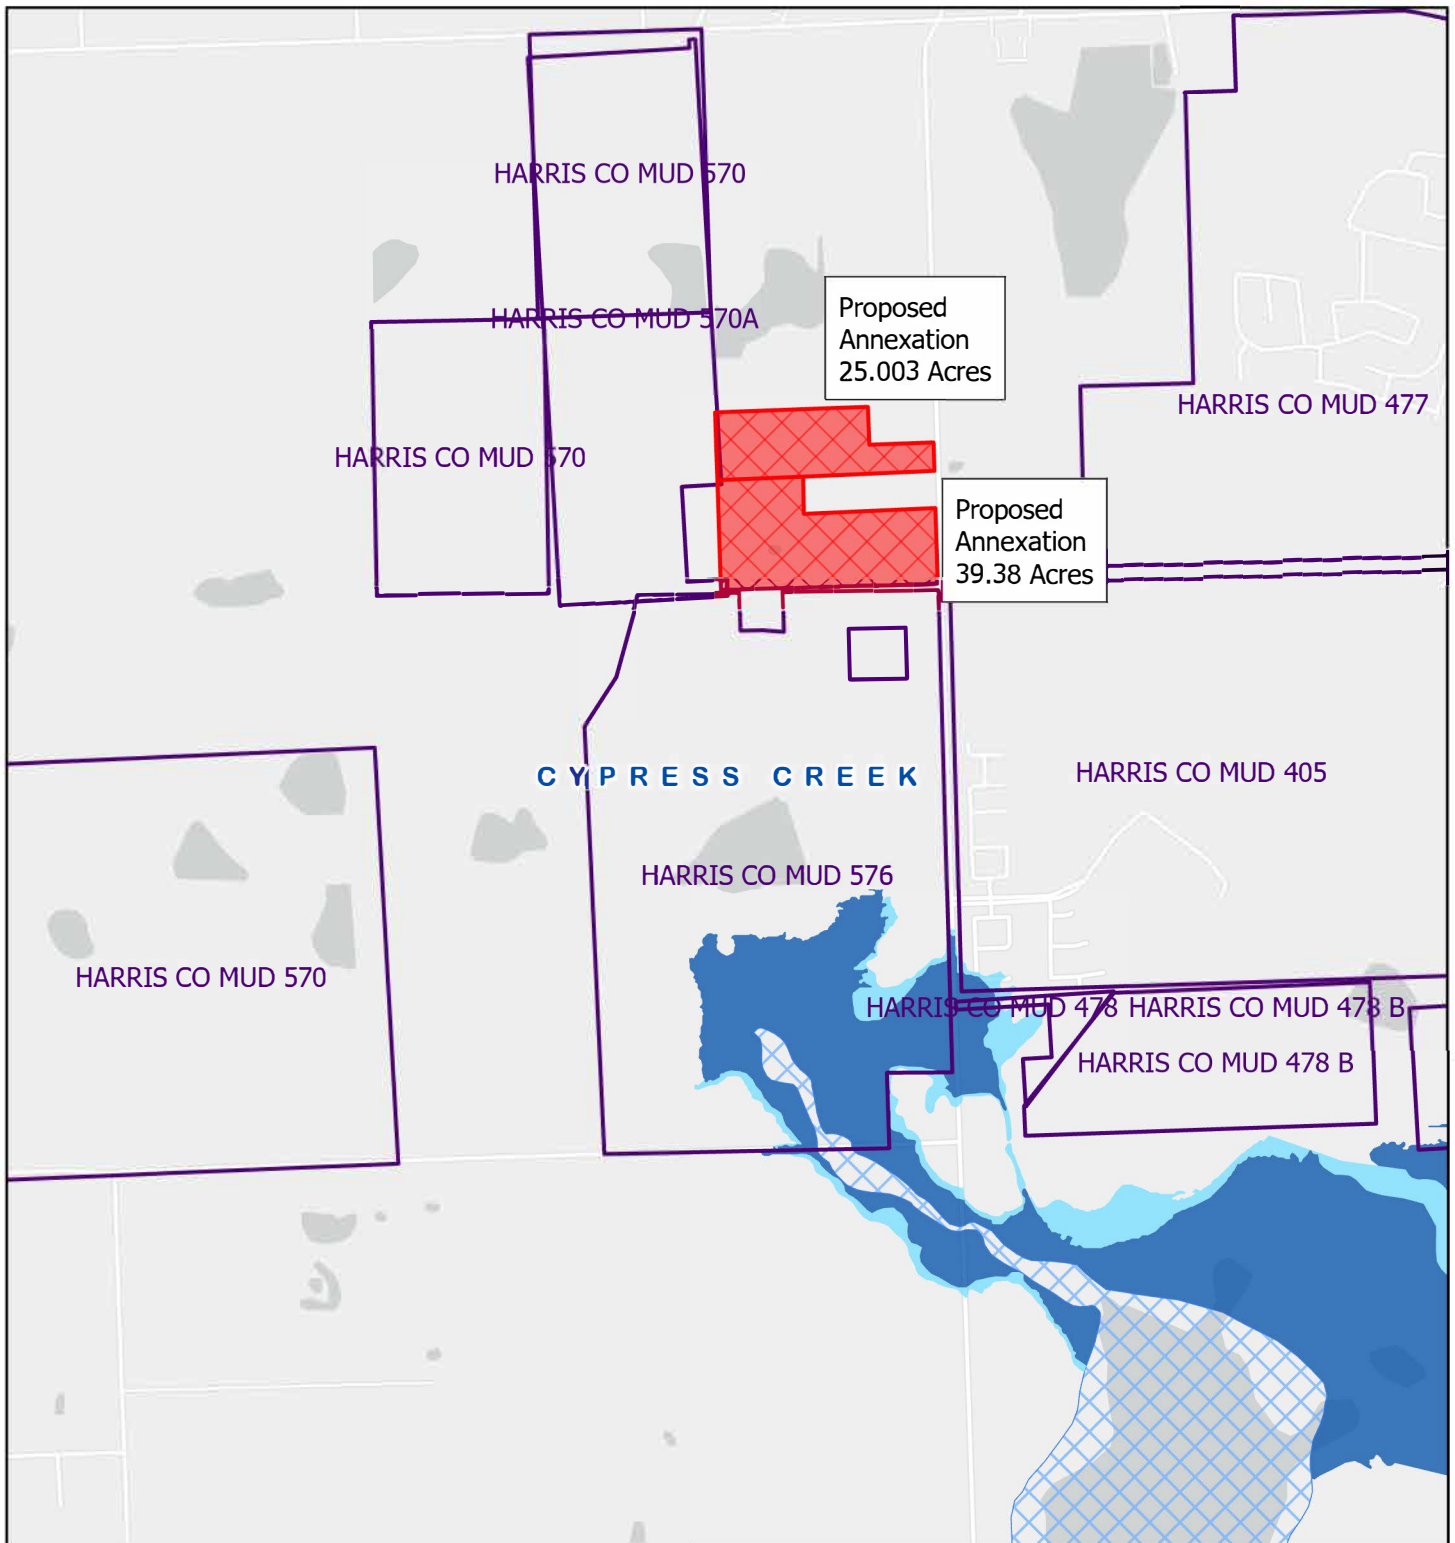 HARRIS CO MUD 570
Proposed
Annexation
25.003 Acres
HARRIS CO MUD 570A
HARRIS CO MUD 477
HARRIS CO MUD 570
Proposed
Annexation
39.38 Acres
CYPRESS CREEK
HARRIS CO MUD 405
HARRIS CO MUD 576
HARRIS CO MUD 570
HARRIS CO MUD 478
HARRIS CO MUD 478 B
HARRIS CO MUD 478 B